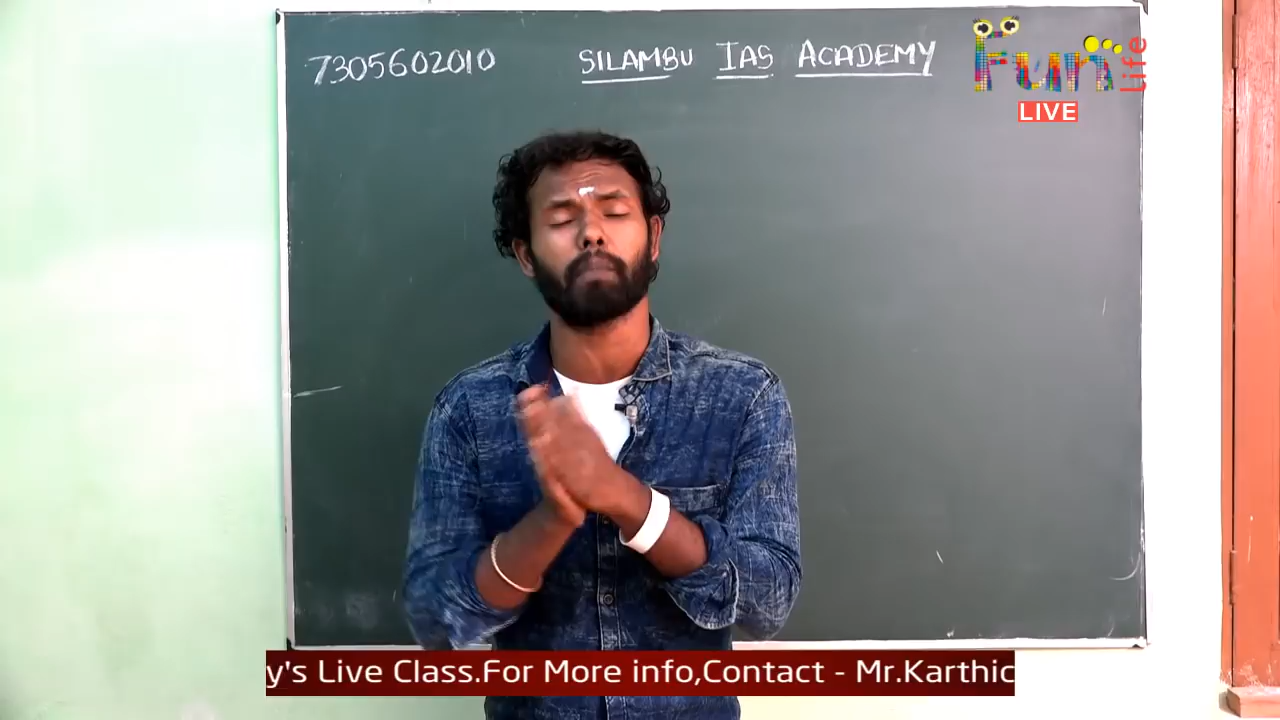 7305602010 SILAMBU IAS ACADEMY
Fun Life
LIVE
y's Live Class.For More info,Contact - Mr.Karthic